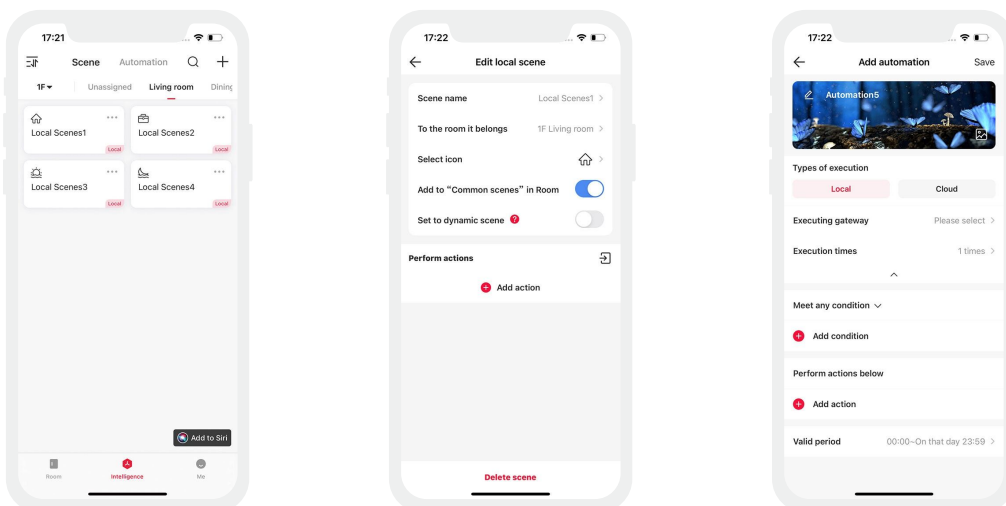 17:21
Scene Automation
1F Unassigned Living room Dining
Local Scenes1 Local Scenes2
Local Local
Local Scenes3 Local Scenes4
Local Local
Add to Siri
Room Intelligence Me
17:22
Edit local scene
Scene name Local Scenes1
To the room it belongs 1F Living room
Select icon
Add to “Common scenes” in Room
Set to dynamic scene ?
Perform actions
Add action
Delete scene
17:22
Add automation Save
Automation5
Types of execution
Local Cloud
Executing gateway Please select
Execution times 1 times
Meet any condition
Add condition
Perform actions below
Add action
Valid period 00:00~On that day 23:59